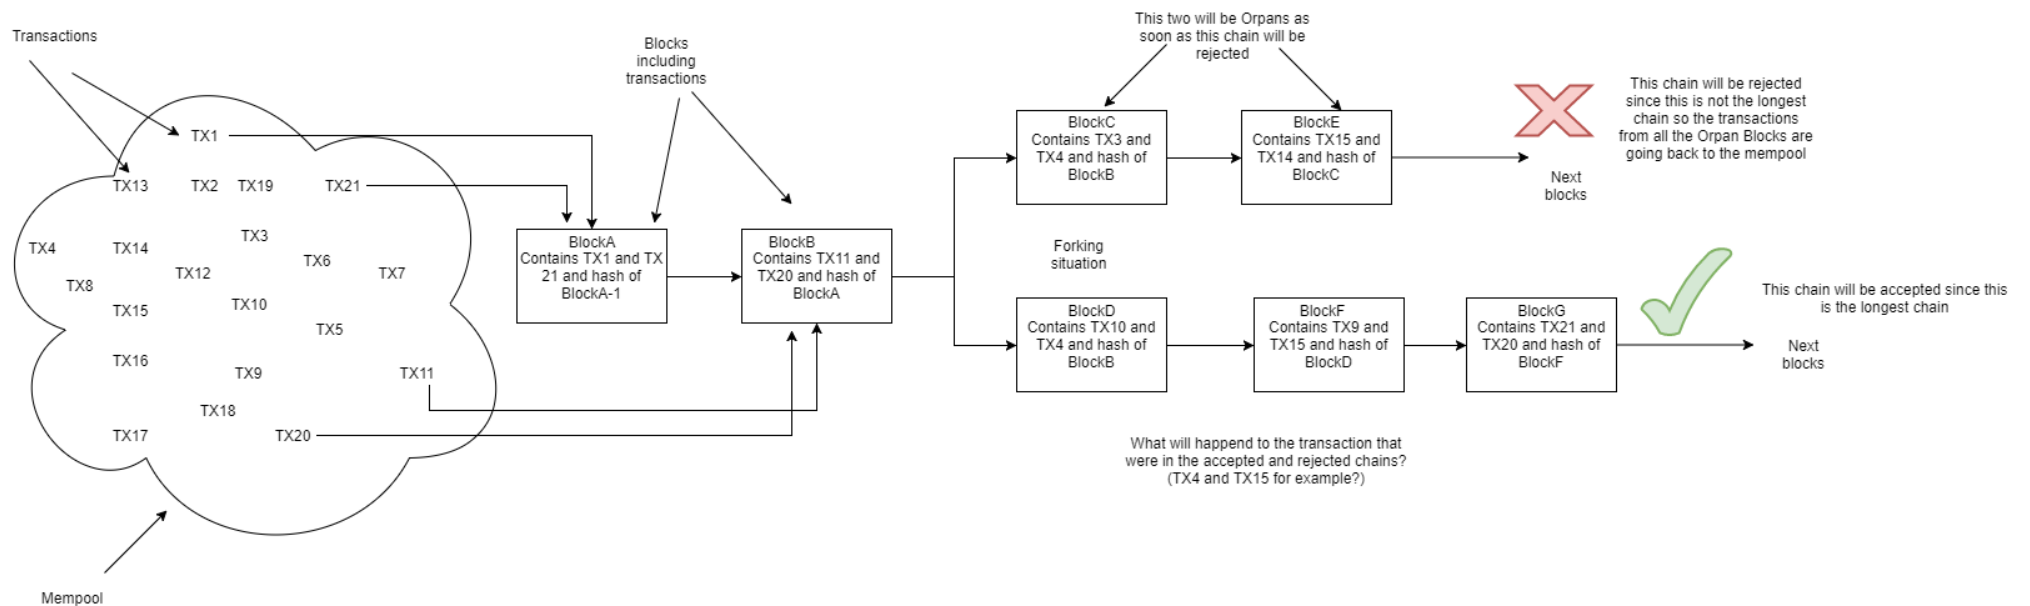 Transactions
TX1
TX13
TX2
TX19
TX21
TX3
TX4
TX14
TX12
TX6
TX7
TX8
TX15
TX10
TX5
TX16
TX9
TX11
TX18
TX17
TX20
Mempool
Blocks
including
transactions
BlockA
Contains TX1 and TX
21 and hash of
BlockA-1
BlockB
Contains TX11 and
TX20 and hash of
BlockA
This two will be Orpans as
soon as this chain will be
rejected
BlockC
Contains TX3 and
TX4 and hash of
BlockB
BlockE
Contains TX15 and
TX14 and hash of
BlockC
Next
blocks
This chain will be rejected
since this is not the longest
chain so the transactions
from all the Orpan Blocks are
going back to the mempool
Forking
situation
BlockD
Contains TX10 and
TX4 and hash of
BlockB
BlockF
Contains TX9 and
TX15 and hash of
BlockD
BlockG
Contains TX21 and
TX20 and hash of
BlockF
Next
blocks
This chain will be accepted since this
is the longest chain
What will happend to the transaction that
were in the accepted and rejected chains?
(TX4 and TX15 for example?)